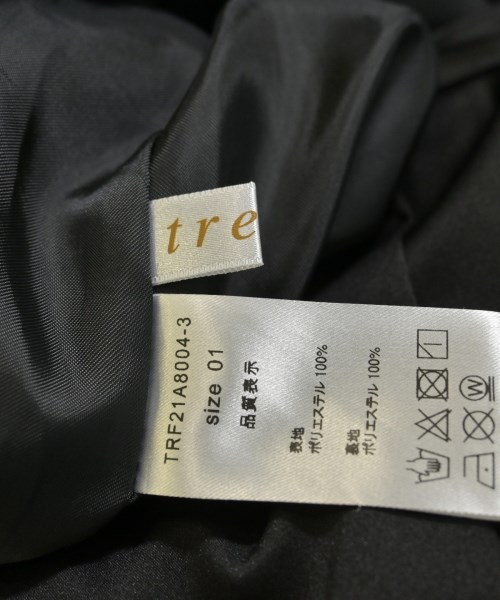 tre
TRF21A8004-3
size 01
品質表示
表地
ポリエステル 100%
裏地
ポリエステル 100%
W